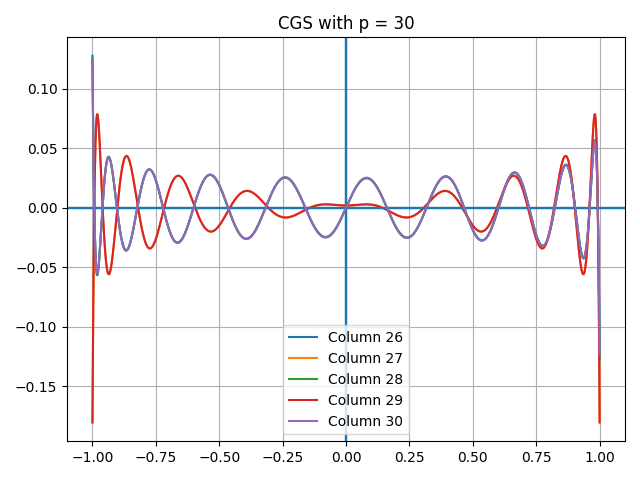 CGS with p = 30
0.10
0.05
0.00
−0.05
−0.10
−0.15
Column 26
Column 27
Column 28
Column 29
Column 30
−1.00 −0.75 −0.50 −0.25 0.00 0.25 0.50 0.75 1.00